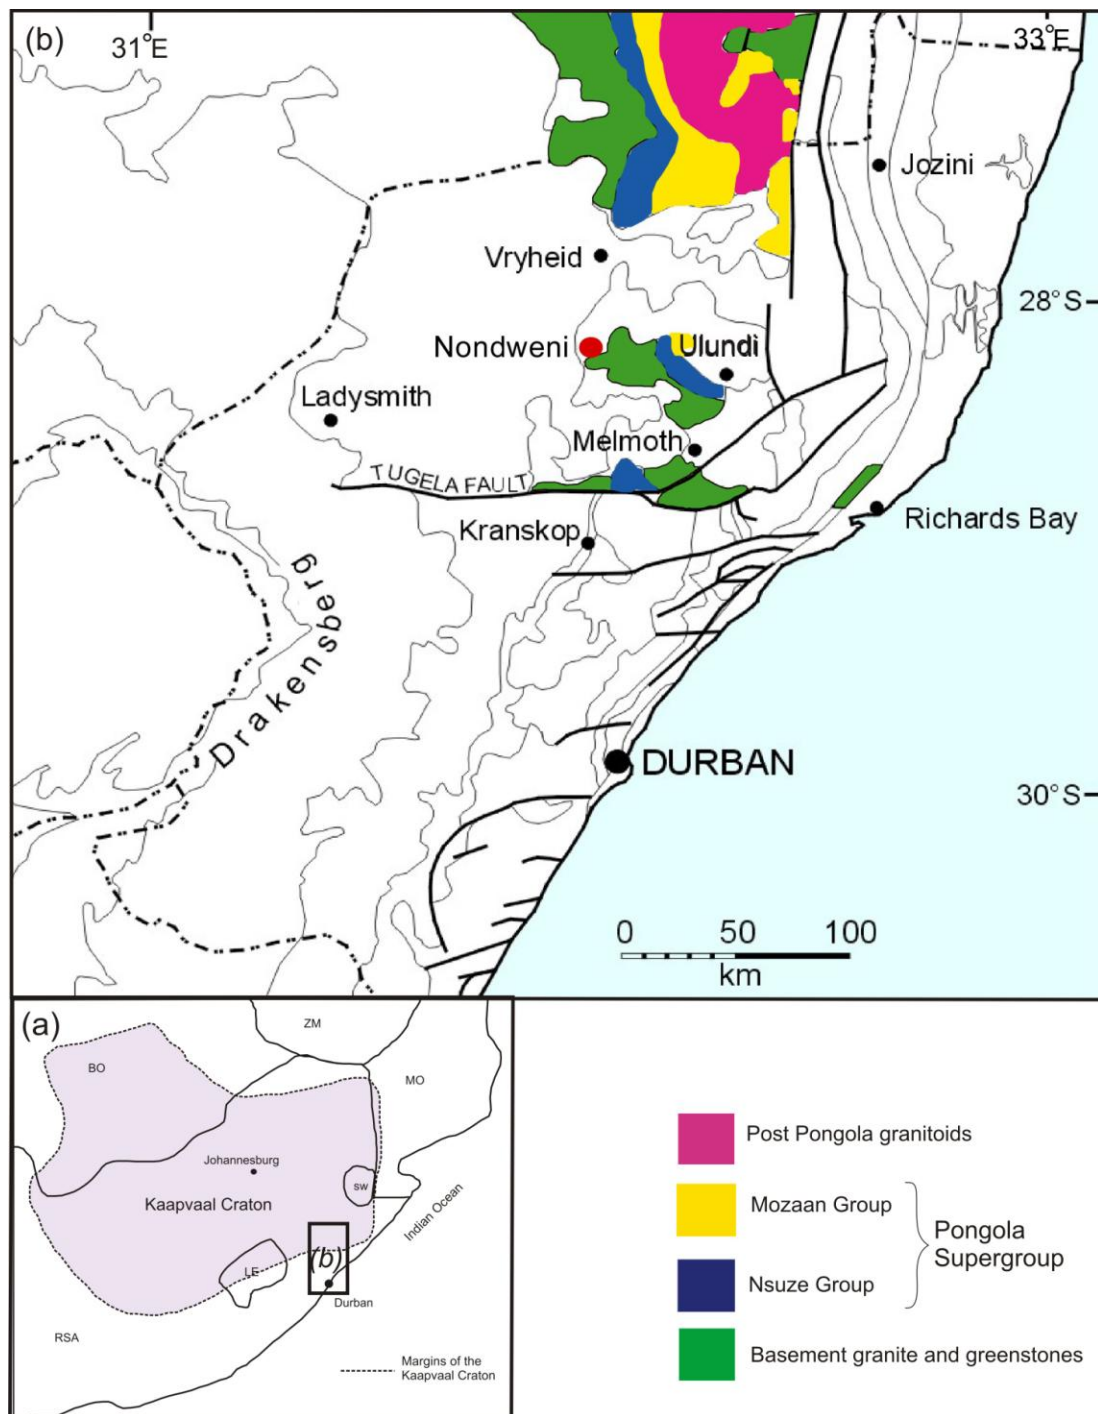 (b)
31°E
33°E
Jozini
Vryheid
28°S
Nondweni
Ulundi
Ladysmith
Melmoth
TUGELA FAULT
Kranskop
Richards Bay
Drakensberg
DURBAN
30°S
0 50 100
km
(a)
ZM
BO
MO
Johannesburg
SW
Kaapvaal Craton
Indian Ocean
(b)
LE
Durban
RSA
Margins of the
Kaapvaal Craton
Post Pongola granitoids
Mozaan Group
Pongola
Supergroup
Nsuze Group
Basement granite and greenstones